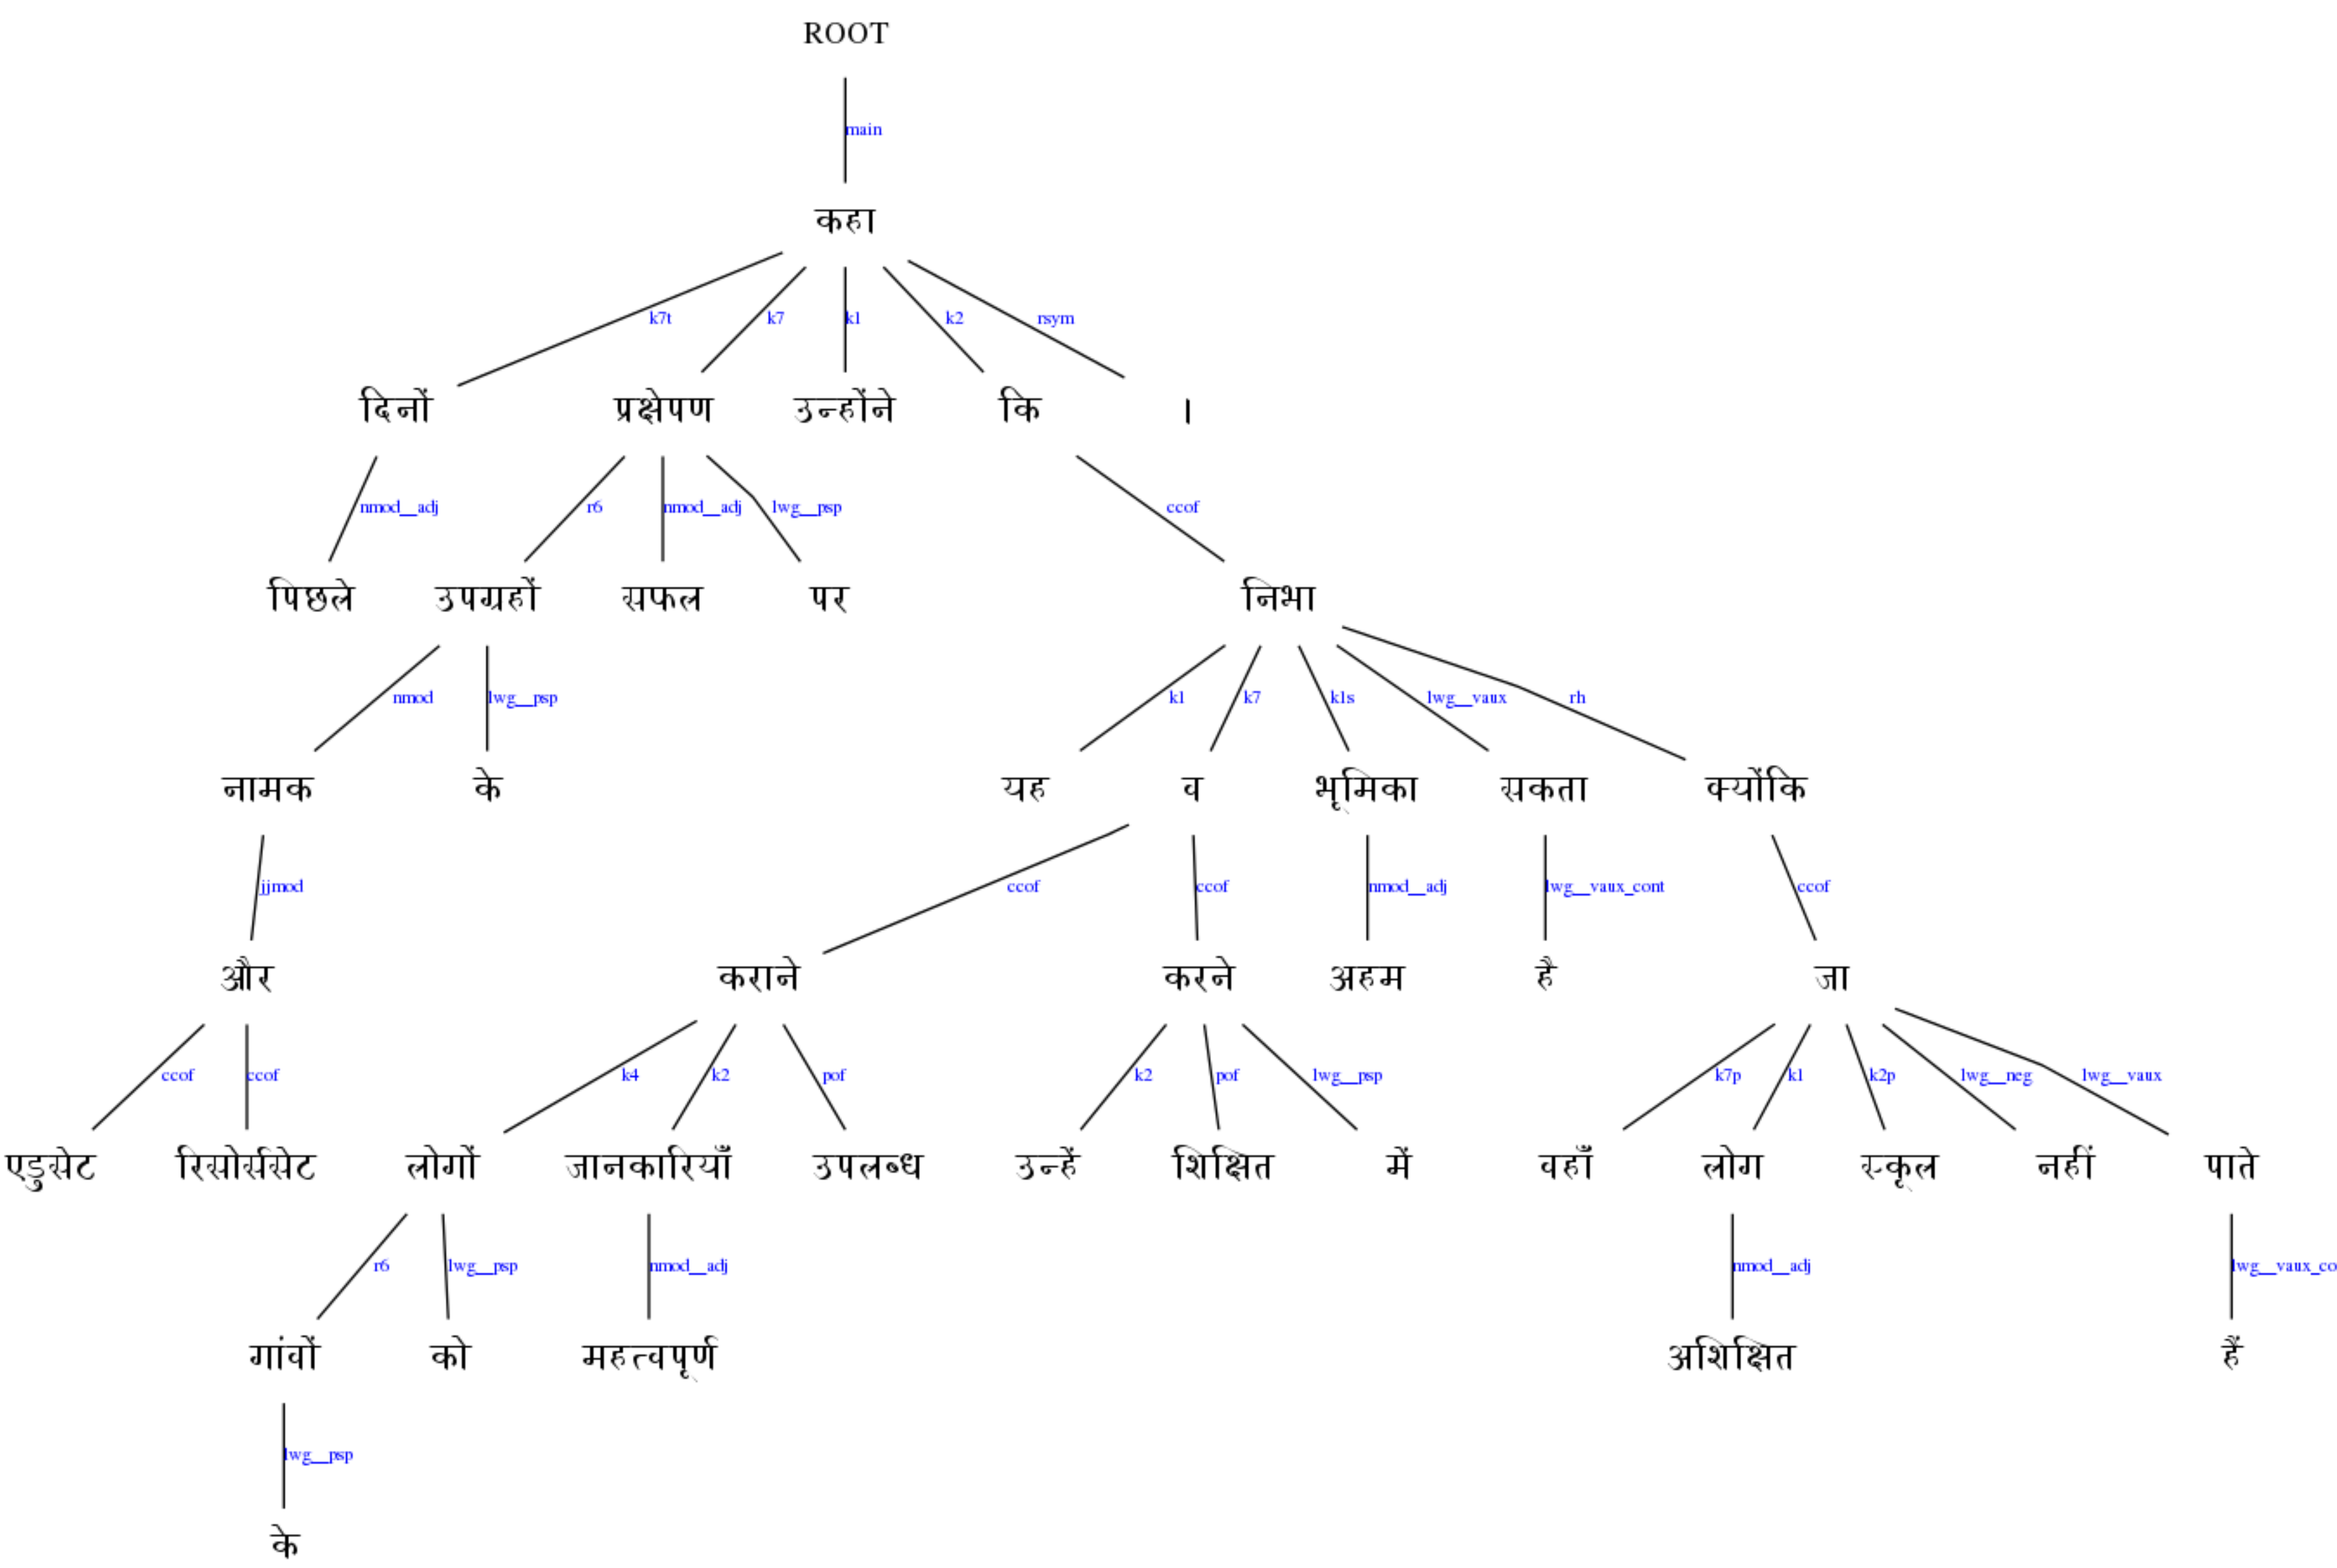 ROOT
main
कहा
k7t k7 k1 k2 rsym
दिनों प्रक्षेपण उन्होंने कि ।
nmod__adj r6 nmod__adj lwg__psp ccof
पिछले उपग्रहों सफल पर निभा
nmod lwg__psp k1 k7 k1s lwg__vaux rh
नामक के यह व भूमिका सकता क्योंकि
jjmod ccof ccof nmod__adj lwg__vaux_cont ccof
और कराने करने अहम है जा
ccof ccof k4 k2 pof k2 pof lwg__psp k7p k1 k2p lwg__neg lwg__vaux
एडुसेट रिसोर्ससेट लोगों जानकारियाँ उपलब्ध उन्हें शिक्षित में वहाँ लोग स्कूल नहीं पाते
r6 lwg__psp nmod__adj nmod__adj lwg__vaux_co
गांवों को महत्वपूर्ण अशिक्षित हैं
lwg__psp
के